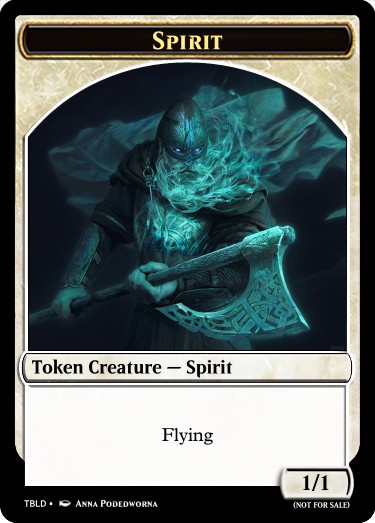 Spirit
Token Creature — Spirit
Flying
1/1
TBLD • Anna Podedworna
(NOT FOR SALE)